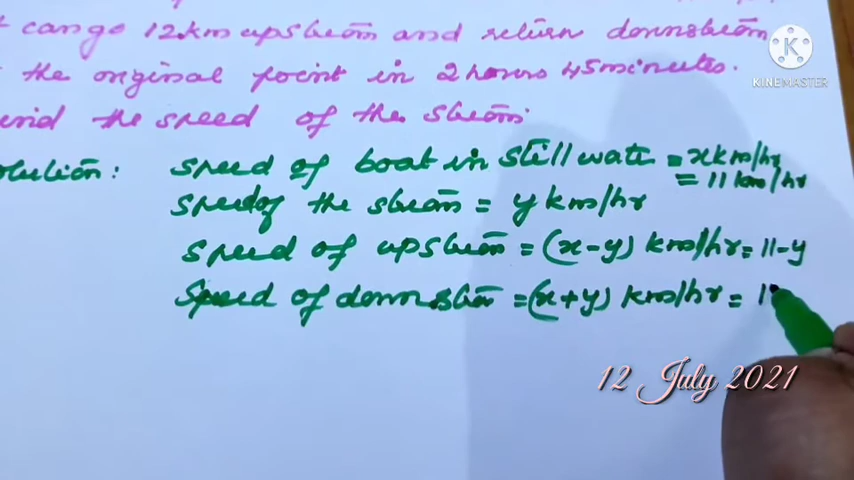 can go 12 km upstream and return downstream
the original point in 2 hours 45 minutes.
the speed of the stream
Solution: speed of boat in still water = x km/hr
= 11 km/hr
speed of the stream = y km/hr
speed of upstream = (x-y) km/hr = 11-y
Speed of downstream = (x+y) km/hr = 1
12 July 2021
K
KINEMASTER